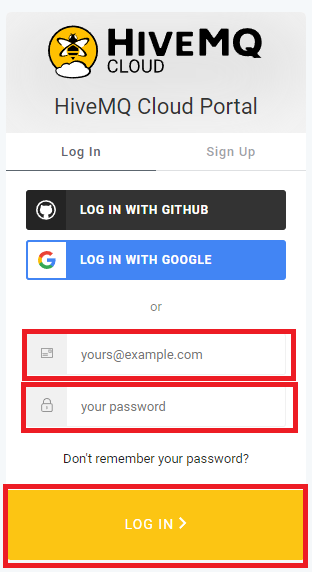 HIVEMQ
CLOUD
HiveMQ Cloud Portal
Log In
Sign Up
LOG IN WITH GITHUB
LOG IN WITH GOOGLE
or
yours@example.com
your password
Don't remember your password?
LOG IN >